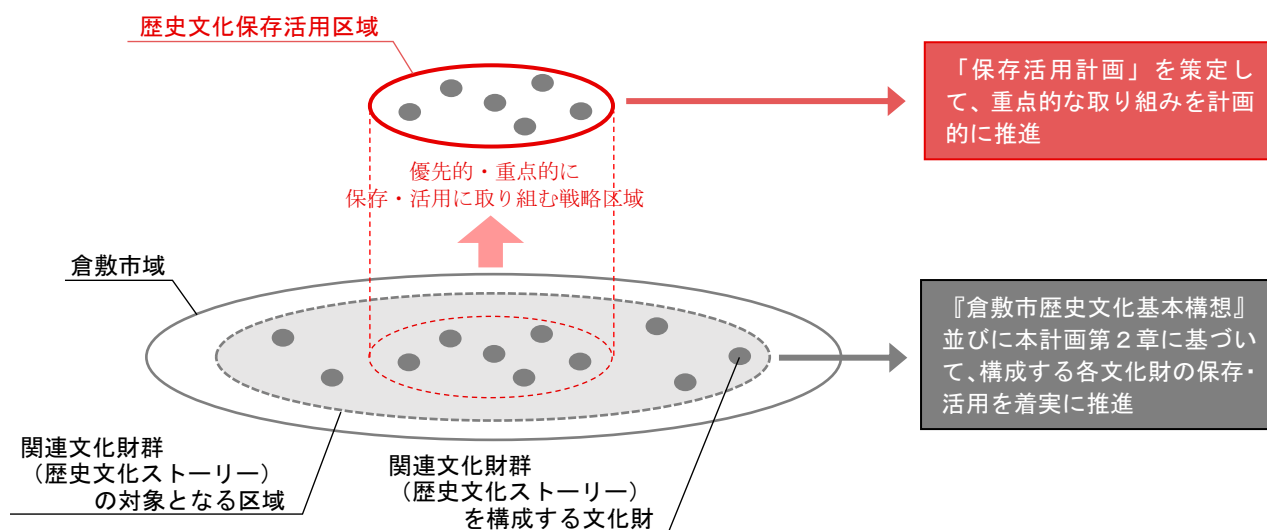 歴史文化保存活用区域
「保存活用計画」を策定し
て、重点的な取り組みを計画
的に推進
優先的・重点的に
保存・活用に取り組む戦略区域
倉敷市域
『倉敷市歴史文化基本構想』
並びに本計画第２章に基づい
て、構成する各文化財の保存・
活用を着実に推進
関連文化財群
（歴史文化ストーリー）
の対象となる区域
関連文化財群
（歴史文化ストーリー）
を構成する文化財